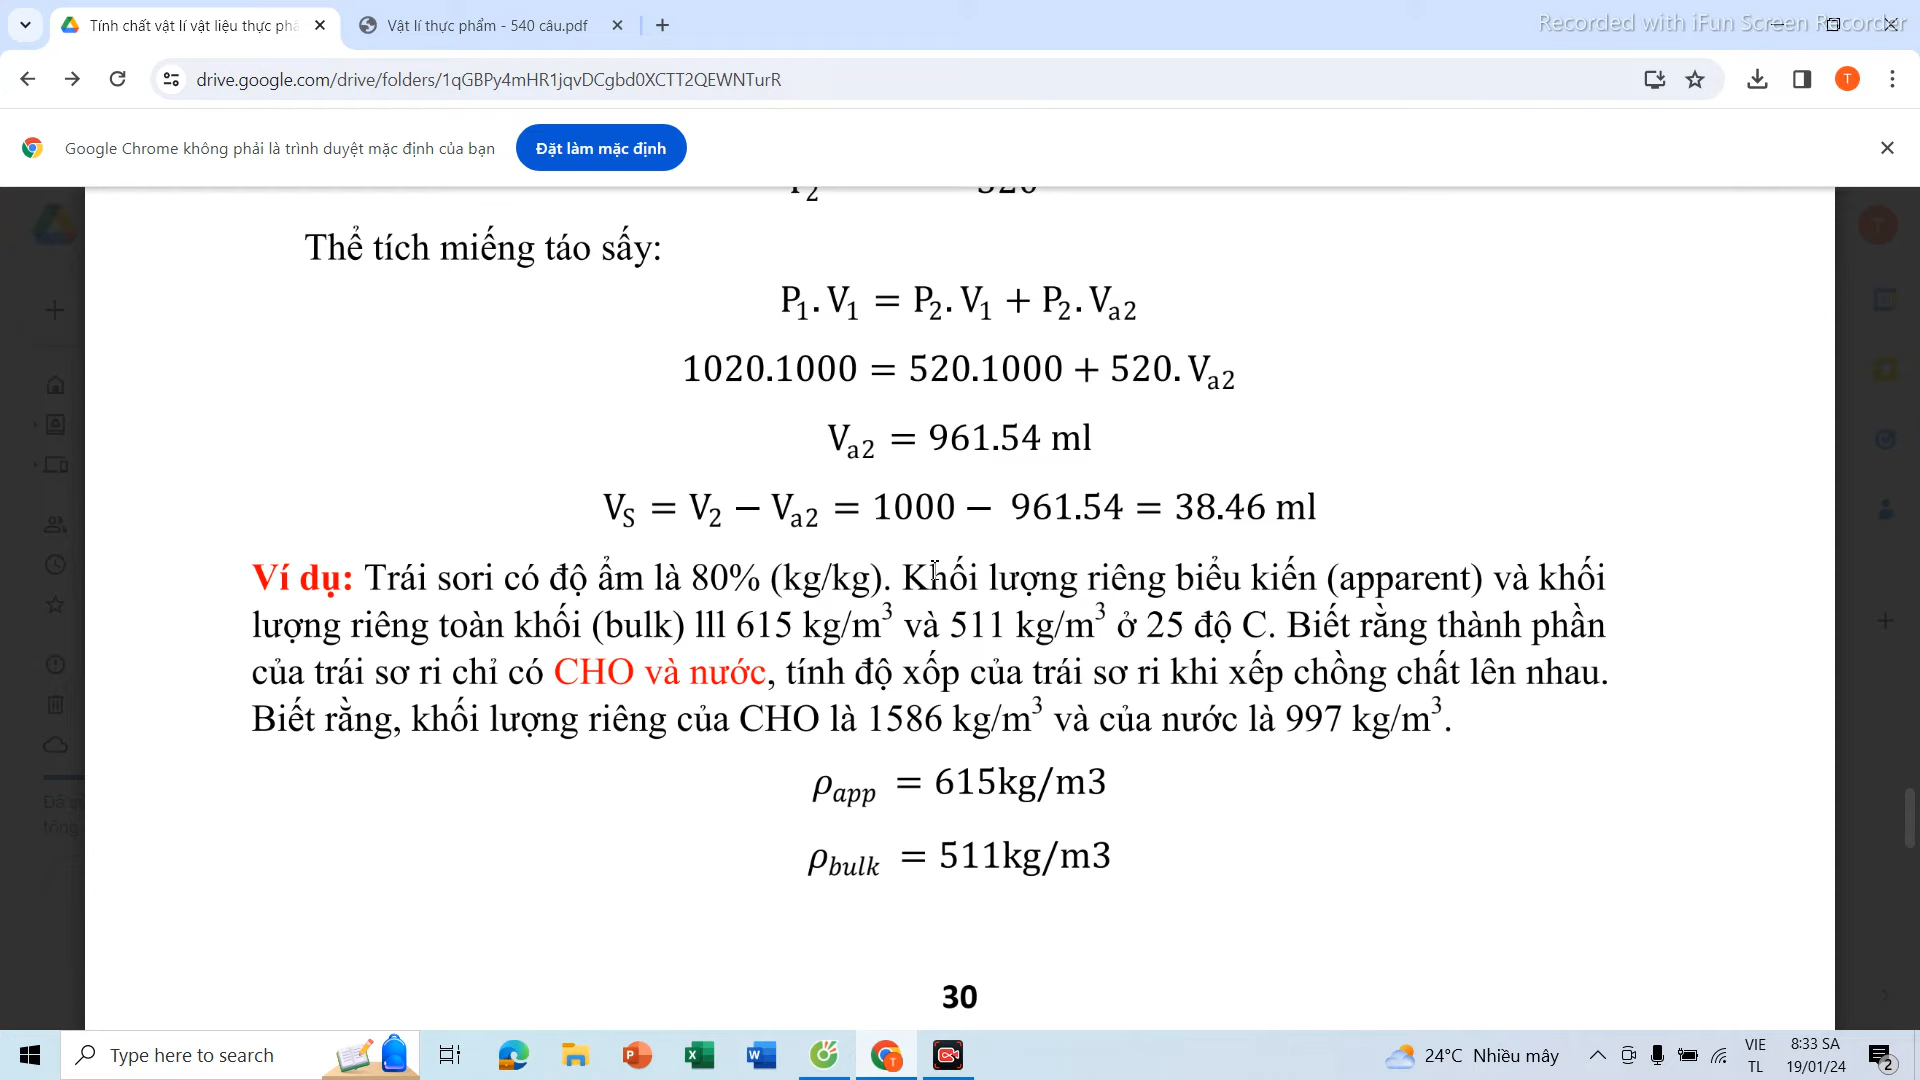 Tính chất vật lí vật liệu thực phẩ
Vật lí thực phẩm - 540 câu.pdf
Recorded with iFun Screen Recorder
drive.google.com/drive/folders/1qGBPy4mHR1jqvDCgbd0XCTT2QEWNTurR
T
Google Chrome không phải là trình duyệt mặc định của bạn
Đặt làm mặc định
Thể tích miếng táo sấy:
P₁. V₁ = P₂. V₁ + P₂. Vₐ₂
1020.1000 = 520.1000 + 520. Vₐ₂
Vₐ₂ = 961.54 ml
V_S = V₂ − Vₐ₂ = 1000 − 961.54 = 38.46 ml
Ví dụ: Trái sori có độ ẩm là 80% (kg/kg). Khối lượng riêng biểu kiến (apparent) và khối
lượng riêng toàn khối (bulk) lll 615 kg/m³ và 511 kg/m³ ở 25 độ C. Biết rằng thành phần
của trái sơ ri chỉ có CHO và nước, tính độ xốp của trái sơ ri khi xếp chồng chất lên nhau.
Biết rằng, khối lượng riêng của CHO là 1586 kg/m³ và của nước là 997 kg/m³.
ρ_app = 615kg/m3
ρ_bulk = 511kg/m3
30
Type here to search
24°C Nhiều mây
VIE
TL
8:33 SA
19/01/24
2